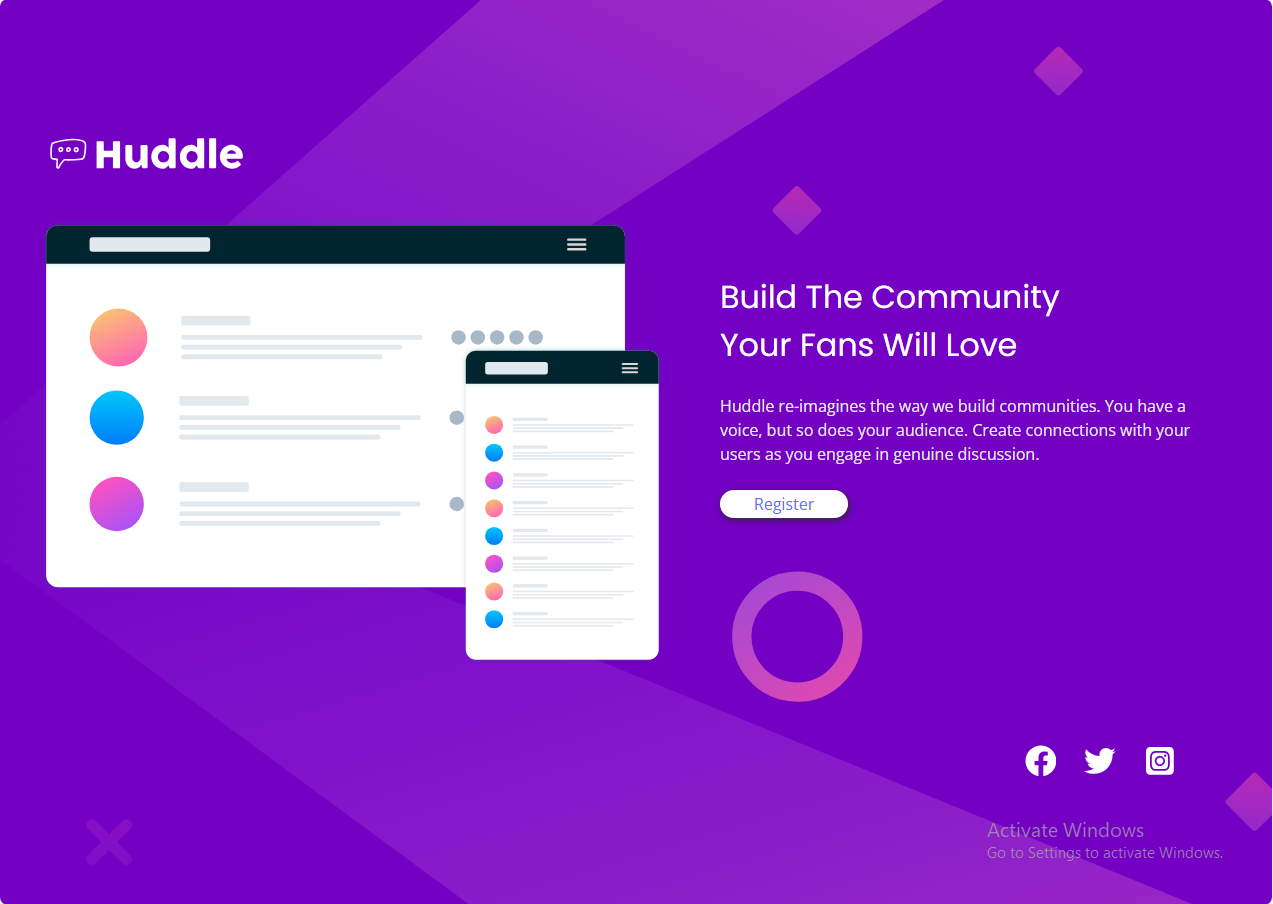 Huddle
Build The Community
Your Fans Will Love
Huddle re-imagines the way we build communities. You have a
voice, but so does your audience. Create connections with your
users as you engage in genuine discussion.
Register
Activate Windows
Go to Settings to activate Windows.